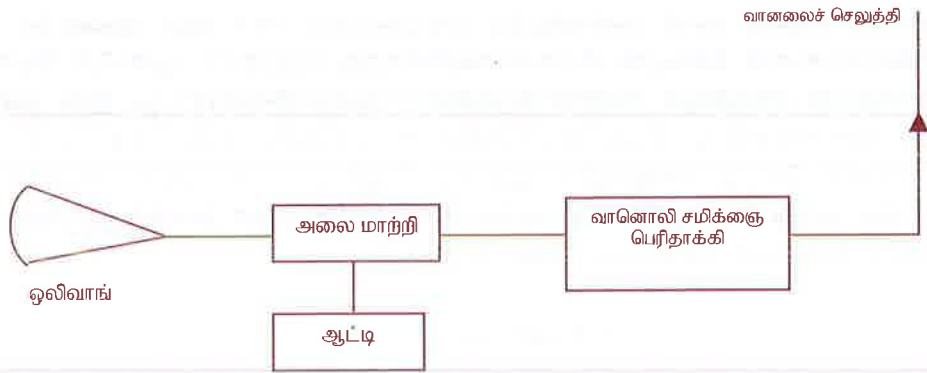 வானலைச் செலுத்தி
அலை மாற்றி
வானொலி சமிக்ஞை
பெரிதாக்கி
ஒலிவாங்
ஆட்டி